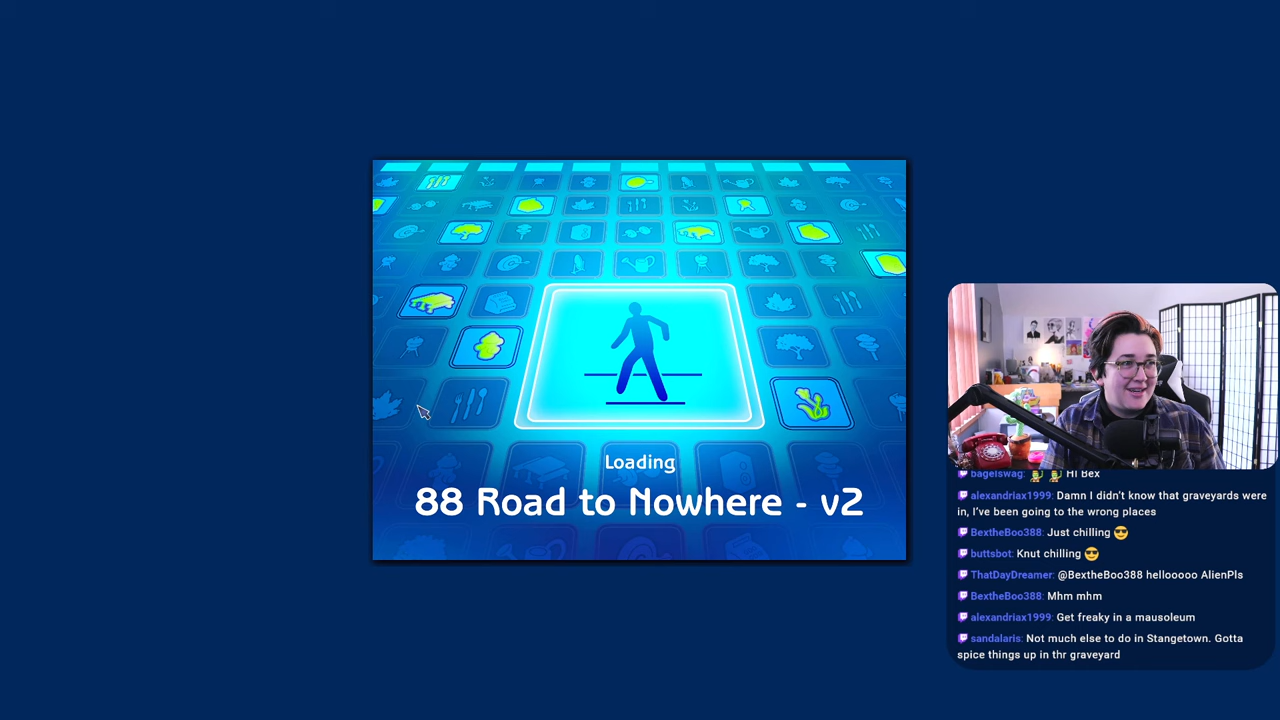 Loading
88 Road to Nowhere - v2
bagelswag: Hi Bex
alexandriax1999: Damn I didn't know that graveyards were
in, I've been going to the wrong places
BextheBoo388: Just chilling
buttsbot: Knut chilling
ThatDayDreamer: @BextheBoo388 hellooooo AlienPls
BextheBoo388: Mhm mhm
alexandriax1999: Get freaky in a mausoleum
sandalaris: Not much else to do in Stangetown. Gotta
spice things up in thr graveyard